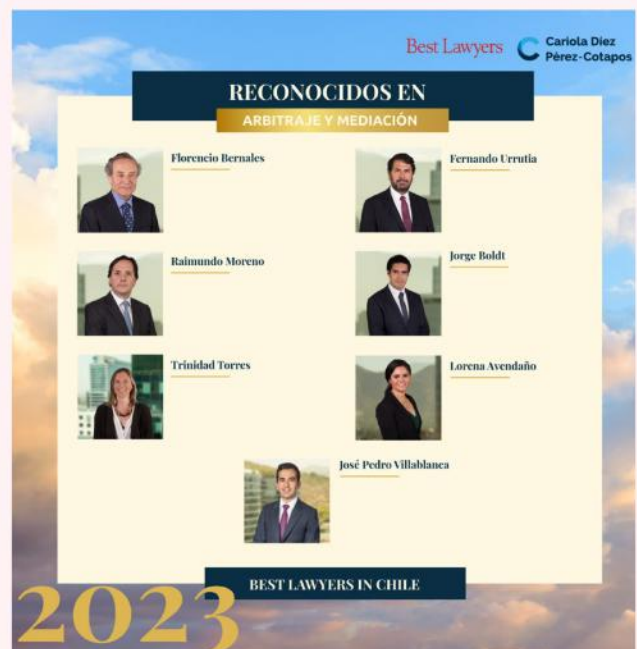 Best Lawyers
Cariola Diez
Pérez-Cotapos
RECONOCIDOS EN
ARBITRAJE Y MEDIACIÓN
Florencio Bernales
Fernando Urrutia
Raimundo Moreno
Jorge Boldt
Trinidad Torres
Lorena Avendaño
José Pedro Villablanca
BEST LAWYERS IN CHILE
2023